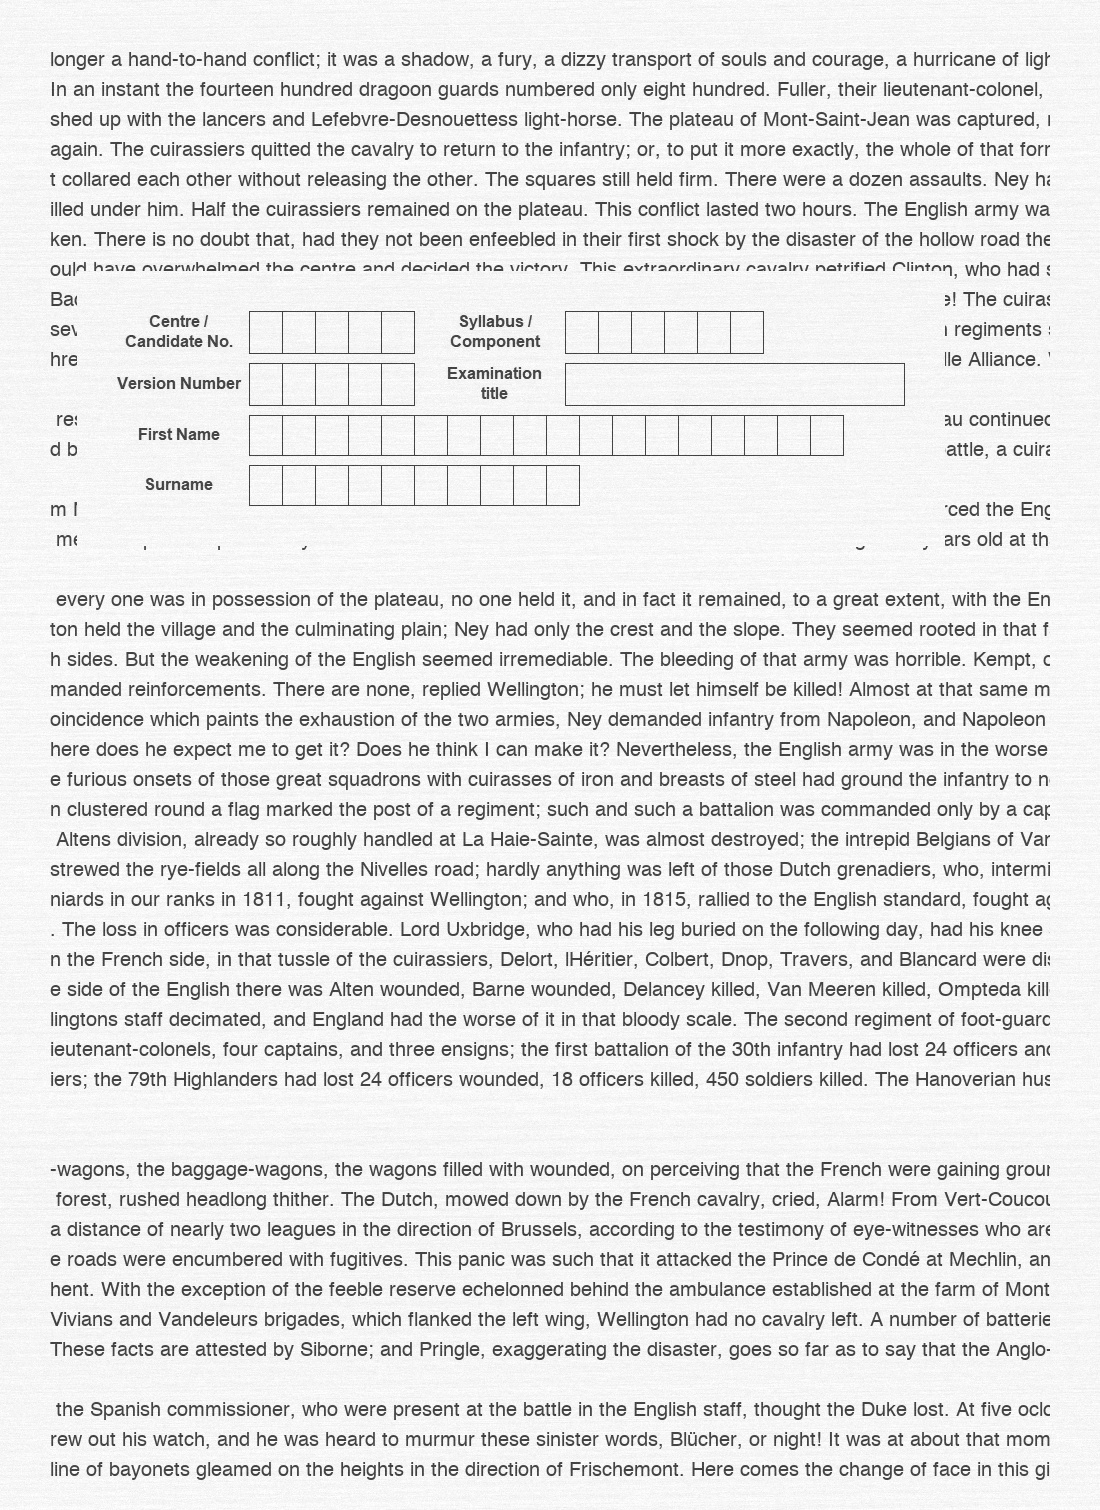 longer a hand-to-hand conflict; it was a shadow, a fury, a dizzy transport of souls and courage, a hurricane of
In an instant the fourteen hundred dragoon guards numbered only eight hundred. Fuller, their lieutenant-colonel,
shed up with the lancers and Lefebvre-Desnouettess light-horse. The plateau of Mont-Saint-Jean was captured,
again. The cuirassiers quitted the cavalry to return to the infantry; or, to put it more exactly, the whole of that
t collared each other without releasing the other. The squares still held firm. There were a dozen assaults. Ney
illed under him. Half the cuirassiers remained on the plateau. This conflict lasted two hours. The English army wa
ken. There is no doubt that, had they not been enfeebled in their first shock by the disaster of the hollow road the
ould have overwhelmed the centre and decided the victory. This extraordinary cavalry petrified Clinton, who had
e! The cuiras
Centre / Candidate No.
Syllabus / Component
sev
regiments
hre
lle Alliance.
Version Number
Examination title
res
au continued
First Name
d b
attle, a cuira
Surname
m
rced the Eng
me
ars old at th
every one was in possession of the plateau, no one held it, and in fact it remained, to a great extent, with the En
ton held the village and the culminating plain; Ney had only the crest and the slope. They seemed rooted in that f
h sides. But the weakening of the English seemed irremediable. The bleeding of that army was horrible. Kempt,
manded reinforcements. There are none, replied Wellington; he must let himself be killed! Almost at that same m
oincidence which paints the exhaustion of the two armies, Ney demanded infantry from Napoleon, and Napoleon
here does he expect me to get it? Does he think I can make it? Nevertheless, the English army was in the worse
e furious onsets of those great squadrons with cuirasses of iron and breasts of steel had ground the infantry to
n clustered round a flag marked the post of a regiment; such and such a battalion was commanded only by a cap
Altens division, already so roughly handled at La Haie-Sainte, was almost destroyed; the intrepid Belgians of Van
strewed the rye-fields all along the Nivelles road; hardly anything was left of those Dutch grenadiers, who, intermi
niards in our ranks in 1811, fought against Wellington; and who, in 1815, rallied to the English standard, fought
. The loss in officers was considerable. Lord Uxbridge, who had his leg buried on the following day, had his knee
n the French side, in that tussle of the cuirassiers, Delort, lHéritier, Colbert, Dnop, Travers, and Blancard were
e side of the English there was Alten wounded, Barne wounded, Delancey killed, Van Meeren killed, Ompteda kill
lingtons staff decimated, and England had the worse of it in that bloody scale. The second regiment of foot-guard
ieutenant-colonels, four captains, and three ensigns; the first battalion of the 30th infantry had lost 24 officers and
iers; the 79th Highlanders had lost 24 officers wounded, 18 officers killed, 450 soldiers killed. The Hanoverian hus
-wagons, the baggage-wagons, the wagons filled with wounded, on perceiving that the French were gaining
forest, rushed headlong thither. The Dutch, mowed down by the French cavalry, cried, Alarm! From Vert-Coucou
a distance of nearly two leagues in the direction of Brussels, according to the testimony of eye-witnesses who are
e roads were encumbered with fugitives. This panic was such that it attacked the Prince de Condé at Mechlin, an
hent. With the exception of the feeble reserve echelonned behind the ambulance established at the farm of Mont
Vivians and Vandeleurs brigades, which flanked the left wing, Wellington had no cavalry left. A number of batterie
These facts are attested by Siborne; and Pringle, exaggerating the disaster, goes so far as to say that the Anglo-
the Spanish commissioner, who were present at the battle in the English staff, thought the Duke lost. At five oclo
rew out his watch, and he was heard to murmur these sinister words, Blücher, or night! It was at about that mom
line of bayonets gleamed on the heights in the direction of Frischemont. Here comes the change of face in this gi